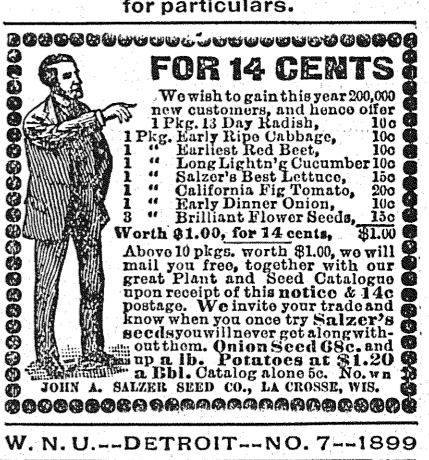 for particulars.
FOR 14 CENTS
We wish to gain this year 200,000
new customers, and hence offer
1 Pkg. 13 Day Radish, 10c
1 Pkg. Early Ripe Cabbage, 10c
1 " Earliest Red Beet, 10c
1 " Long Lightn'g Cucumber 10c
1 " Salzer's Best Lettuce, 15c
1 " California Fig Tomato, 20c
1 " Early Dinner Onion, 10c
3 " Brilliant Flower Seeds, 15c
Worth $1.00, for 14 cents, $1.00
Above 10 pkgs. worth $1.00, we will
mail you free, together with our
great Plant and Seed Catalogue
upon receipt of this notice & 14c
postage. We invite your trade and
know when you once try Salzer's
seeds you will never get along with-
out them. Onion Seed 68c. and
up a lb. Potatoes at $1.20
a Bbl. Catalog alone 5c. No. wn
JOHN A. SALZER SEED CO., LA CROSSE, WIS.
W. N. U.--DETROIT--NO. 7--1899